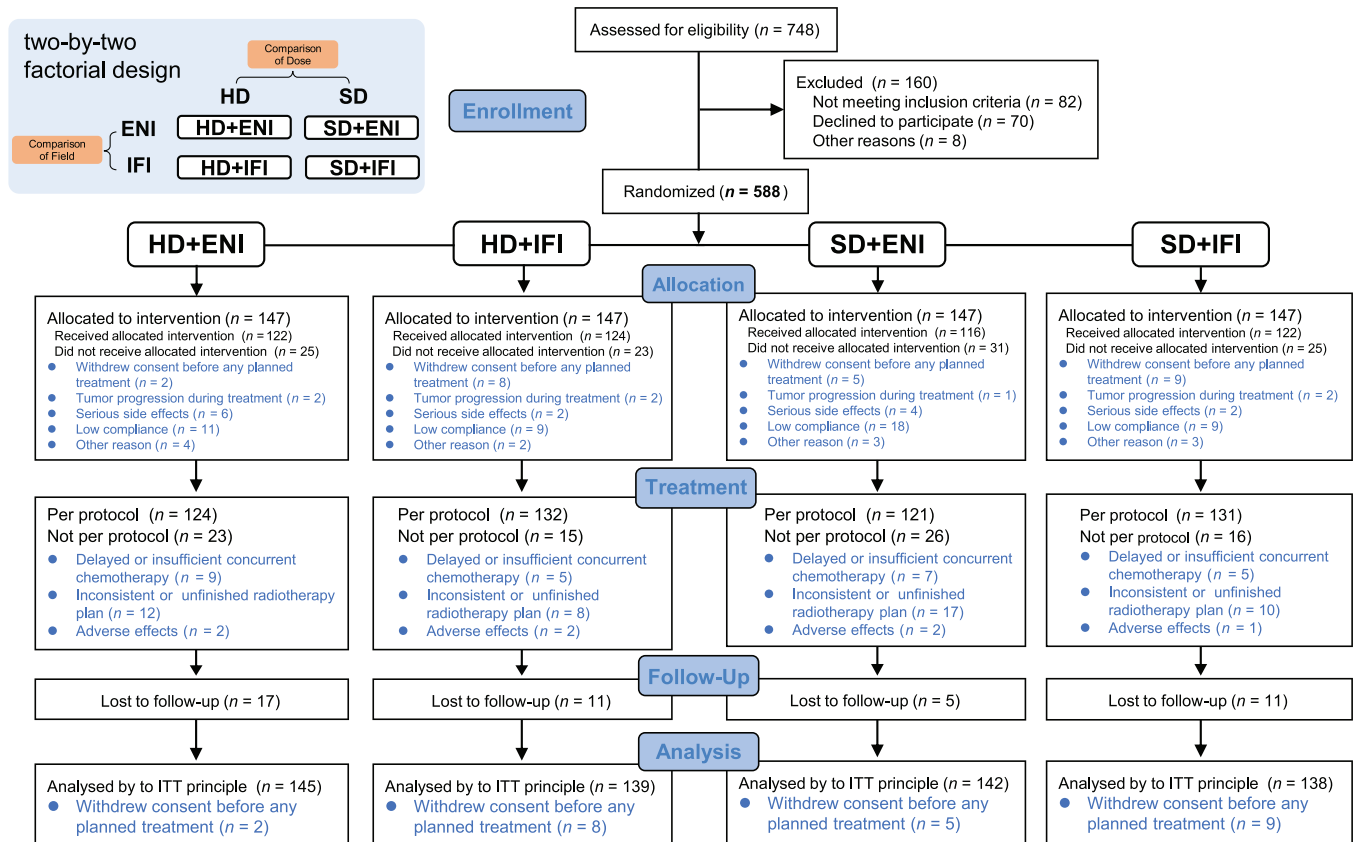 two-by-two
factorial design
Comparison
of Dose
HD
SD
ENI
HD+ENI
SD+ENI
Comparison
of Field
IFI
HD+IFI
SD+IFI
Assessed for eligibility (n = 748)
Enrollment
Excluded (n = 160)
Not meeting inclusion criteria (n = 82)
Declined to participate (n = 70)
Other reasons (n = 8)
Randomized (n = 588)
HD+ENI
HD+IFI
SD+ENI
SD+IFI
Allocation
Allocated to intervention (n = 147)
Received allocated intervention (n = 122)
Did not receive allocated intervention (n = 25)
● Withdrew consent before any planned
treatment (n = 2)
● Tumor progression during treatment (n = 2)
● Serious side effects (n = 6)
● Low compliance (n = 11)
● Other reason (n = 4)
Allocated to intervention (n = 147)
Received allocated intervention (n = 124)
Did not receive allocated intervention (n = 23)
● Withdrew consent before any planned
treatment (n = 8)
● Tumor progression during treatment (n = 2)
● Serious side effects (n = 2)
● Low compliance (n = 9)
● Other reason (n = 2)
Allocated to intervention (n = 147)
Received allocated intervention (n = 116)
Did not receive allocated intervention (n = 31)
● Withdrew consent before any planned
treatment (n = 5)
● Tumor progression during treatment (n = 1)
● Serious side effects (n = 4)
● Low compliance (n = 18)
● Other reason (n = 3)
Allocated to intervention (n = 147)
Received allocated intervention (n = 122)
Did not receive allocated intervention (n = 25)
● Withdrew consent before any planned
treatment (n = 9)
● Tumor progression during treatment (n = 2)
● Serious side effects (n = 2)
● Low compliance (n = 9)
● Other reason (n = 3)
Treatment
Per protocol (n = 124)
Not per protocol (n = 23)
● Delayed or insufficient concurrent
chemotherapy (n = 9)
● Inconsistent or unfinished radiotherapy
plan (n = 12)
● Adverse effects (n = 2)
Per protocol (n = 132)
Not per protocol (n = 15)
● Delayed or insufficient concurrent
chemotherapy (n = 5)
● Inconsistent or unfinished
radiotherapy plan (n = 8)
● Adverse effects (n = 2)
Per protocol (n = 121)
Not per protocol (n = 26)
● Delayed or insufficient concurrent
chemotherapy (n = 7)
● Inconsistent or unfinished
radiotherapy plan (n = 17)
● Adverse effects (n = 2)
Per protocol (n = 131)
Not per protocol (n = 16)
● Delayed or insufficient concurrent
chemotherapy (n = 5)
● Inconsistent or unfinished
radiotherapy plan (n = 10)
● Adverse effects (n = 1)
Follow-Up
Lost to follow-up (n = 17)
Lost to follow-up (n = 11)
Lost to follow-up (n = 5)
Lost to follow-up (n = 11)
Analysis
Analysed by to ITT principle (n = 145)
● Withdrew consent before any
planned treatment (n = 2)
Analysed by to ITT principle (n = 139)
● Withdrew consent before any
planned treatment (n = 8)
Analysed by to ITT principle (n = 142)
● Withdrew consent before any
planned treatment (n = 5)
Analysed by to ITT principle (n = 138)
● Withdrew consent before any
planned treatment (n = 9)